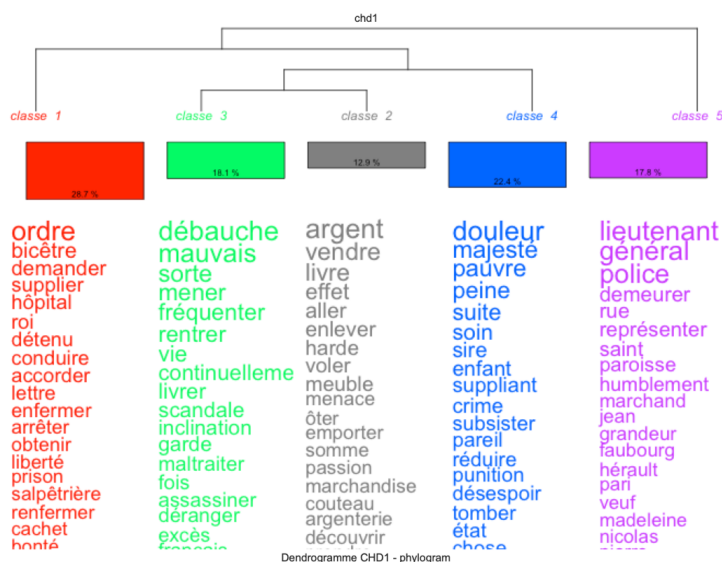 chd1
classe 1
classe 3
classe 2
classe 4
classe 5
28.7 %
18.1 %
12.9 %
22.4 %
17.8 %
ordre
bicêtre
demander
supplier
hôpital
roi
détenu
conduire
accorder
lettre
enfermer
arrêter
obtenir
liberté
prison
salpêtrière
renfermer
cachet
bonté
débauche
mauvais
sorte
mener
fréquenter
rentrer
vie
continuelleme
livrer
scandale
inclination
garde
maltraiter
fois
assassiner
déranger
excès
français
argent
vendre
livre
effet
aller
enlever
harde
voler
meuble
menace
ôter
emporter
somme
passion
marchandise
couteau
argenterie
découvrir
douleur
majesté
pauvre
peine
suite
soin
sire
enfant
suppliant
crime
subsister
pareil
réduire
punition
désespoir
tomber
état
chose
lieutenant
général
police
demeurer
rue
représenter
saint
paroisse
humblement
marchand
jean
grandeur
faubourg
hérault
pari
veuf
madeleine
nicolas
Dendrogramme CHD1 - phylogram